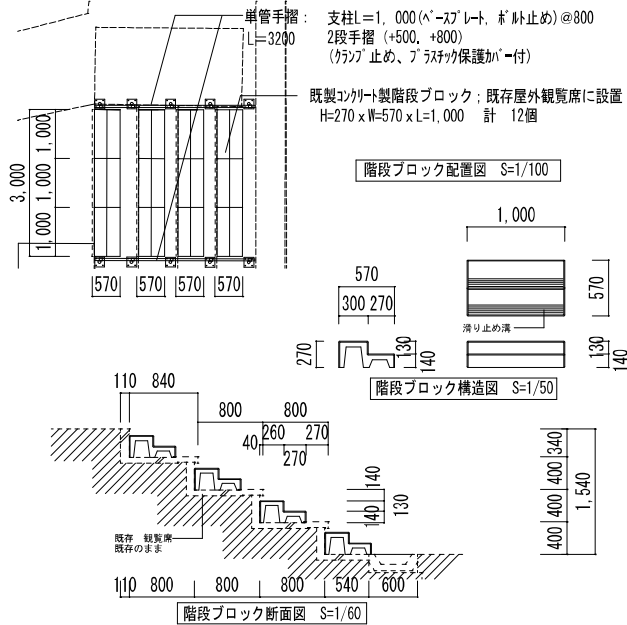 単管手摺：　支柱L＝1，000(ﾍﾞｰｽﾌﾟﾚｰﾄ，ﾎﾞﾙﾄ止め)@800
L＝3200　2段手摺 (+500，+800)
(ｸﾗﾝﾌﾟ止め、ﾌﾟﾗｽﾁｯｸ保護ｶﾊﾞｰ付)
既製ｺﾝｸﾘｰﾄ製階段ブロック；既存屋外観覧席に設置
H=270 x W=570 x L=1,000　計　12個
階段ブロック配置図　S=1/100
3,000
1,000
1,000
1,000
570 570 570 570
1,000
570
300 270
570
滑り止め溝
270
130
140
130
140
階段ブロック構造図　S=1/50
110 840
800 800
260 270
40
270
140
140
130
340
400
400
400
1,540
既存　観覧席
既存のまま
110 800 800 800 540 600
階段ブロック断面図　S=1/60